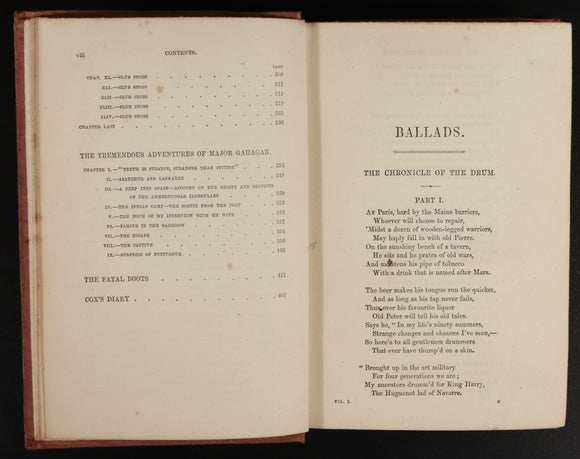 viii CONTENTS.
PAGE
CHAP. XL.—CLUB SNOBS . . . . . . . . 309
XLI.—CLUB SNOBS . . . . . . . . 313
XLII.—CLUB SNOBS . . . . . . . . 316
XLIII.—CLUB SNOBS . . . . . . . . 319
XLIV.—CLUB SNOBS . . . . . . . . 323
CHAPTER LAST . . . . . . . . 326
THE TREMENDOUS ADVENTURES OF MAJOR GAHAGAN.
CHAPTER I.—"TRUTH IS STRANGE, STRANGER THAN FICTION" . . . 333
II.—ALLYGHUR AND LASWAREE . . . . . 348
III.—A PEEP INTO SPAIN—ACCOUNT OF THE ORIGIN AND SERVICES
OF THE AHMEDNUGGAR IRREGULARS . . . . 359
IV.—THE INDIAN CAMP—THE SORTIE FROM THE FORT . . . 373
V.—THE ISSUE OF MY INTERVIEW WITH MY WIFE . . . 383
VI.—FAMINE IN THE GARRISON . . . . . 387
VII.—THE ESCAPE . . . . . . . 394
VIII.—THE CAPTIVE . . . . . . . 396
IX.—SURPRISE OF FUTTYGHUR . . . . . 400
THE FATAL BOOTS . . . . . . . . 411
COX'S DIARY . . . . . . . . 461
BALLADS.
THE CHRONICLE OF THE DRUM.
PART I.
AT Paris, hard by the Maine barriers,
Whoever will choose to repair,
'Midst a dozen of wooden-legged warriors,
May haply fall in with old Pierre.
On the sunshiny bench of a tavern,
He sits and he prates of old wars,
And moistens his pipe of tobacco
With a drink that is named after Mars.
The beer makes his tongue run the quicker,
And as long as his tap never fails,
Thus over his favourite liquor
Old Peter will tell his old tales.
Says he, "In my life's ninety summers,
Strange changes and chances I've seen,—
So here's to all gentlemen drummers
That ever have thump'd on a skin.
"Brought up in the art military
For four generations we are;
My ancestors drumm'd for King Harry,
The Huguenot lad of Navarre.
VOL. I. B